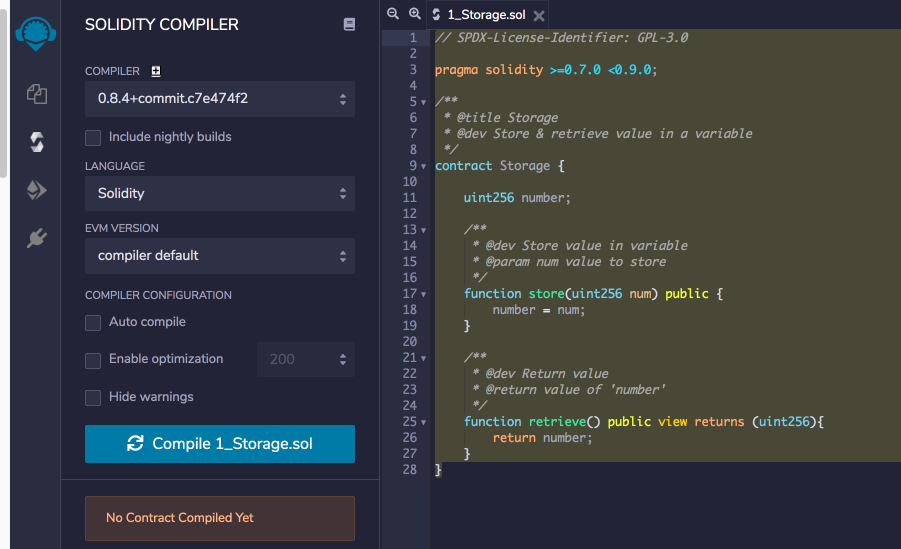 SOLIDITY COMPILER
COMPILER
0.8.4+commit.c7e474f2
Include nightly builds
LANGUAGE
Solidity
EVM VERSION
compiler default
COMPILER CONFIGURATION
Auto compile
Enable optimization 200
Hide warnings
Compile 1_Storage.sol
No Contract Compiled Yet
1_Storage.sol
1 // SPDX-License-Identifier: GPL-3.0
2
3 pragma solidity >=0.7.0 <0.9.0;
4
5 /**
6 * @title Storage
7 * @dev Store & retrieve value in a variable
8 */
9 contract Storage {
10
11 uint256 number;
12
13 /**
14 * @dev Store value in variable
15 * @param num value to store
16 */
17 function store(uint256 num) public {
18 number = num;
19 }
20
21 /**
22 * @dev Return value
23 * @return value of 'number'
24 */
25 function retrieve() public view returns (uint256){
26 return number;
27 }
28 }